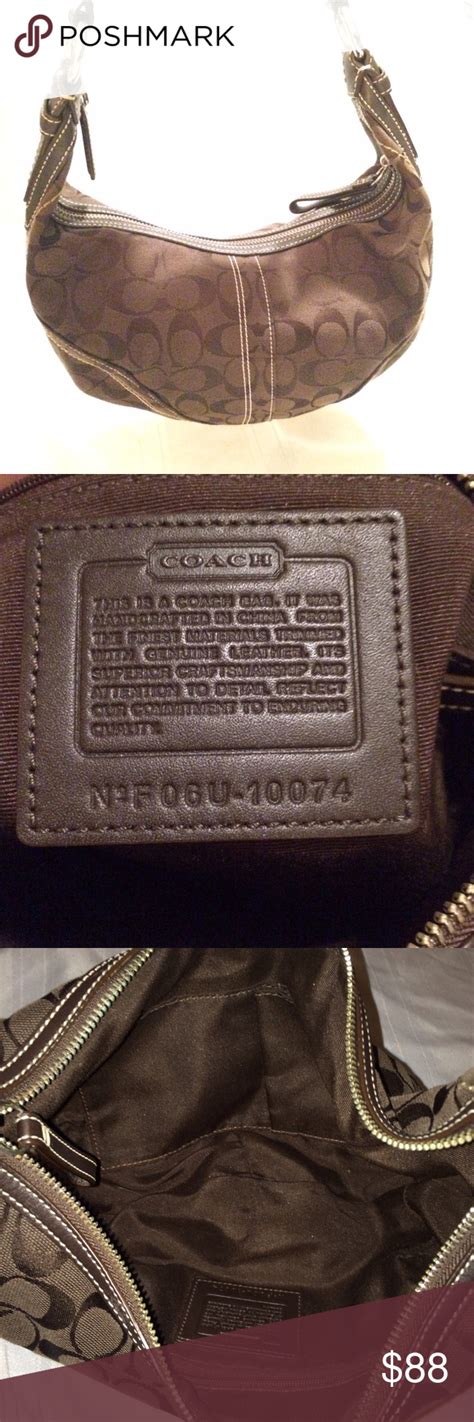 POSHMARK
COACH
THIS IS A COACH BAG. IT WAS
HANDCRAFTED IN CHINA FROM
THE FINEST MATERIALS TRIMMED
WITH GENUINE LEATHER. ITS
SUPERIOR CRAFTSMANSHIP AND
ATTENTION TO DETAIL REFLECT
OUR COMMITMENT TO ENDURING
QUALITY.
Nº F06U-10074
$88